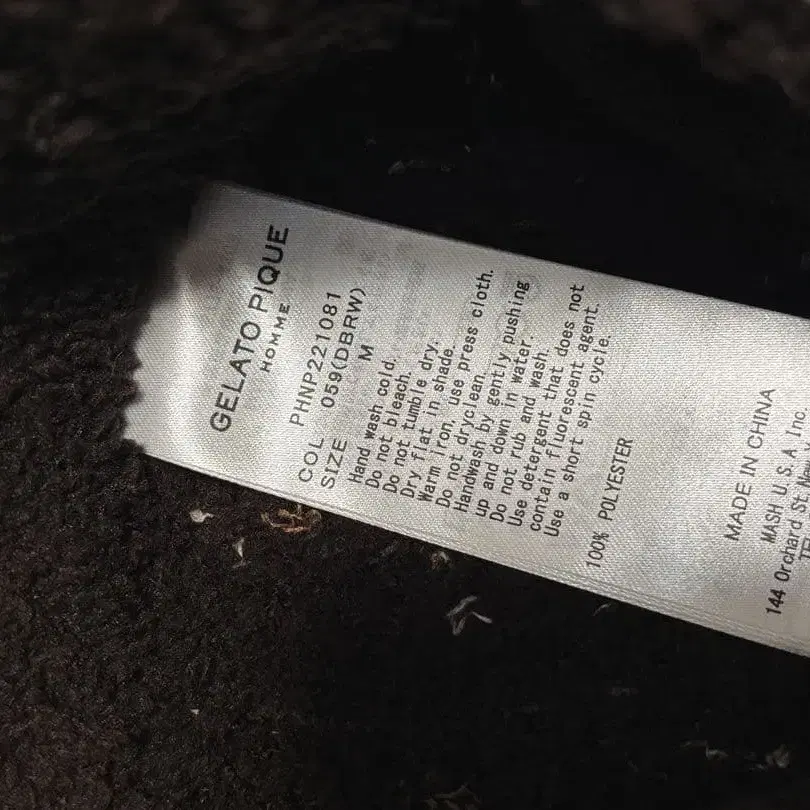 GELATO PIQUE
HOMME
PHNP221081
COL 059(DBRW)
SIZE M
Hand wash cold.
Do not bleach.
Do not tumble dry.
Dry flat in shade.
Warm iron, use press cloth.
Do not dryclean.
Handwash by gently pushing
up and down in water.
Do not rub and wash.
Use detergent that does not
contain fluorescent agent.
Use a short spin cycle.
100% POLYESTER
MADE IN CHINA
MASH U.S.A, Inc.
144 Orchard St